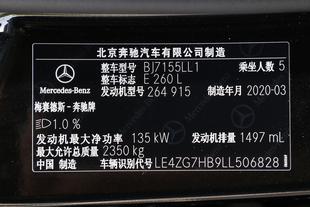 北京奔驰汽车有限公司制造
整车型号 BJ7155LL1 乘坐人数 5
整车型号 E 260 L
发动机型号 264 915 制造年月 2020-03
Mercedes-Benz
梅赛德斯-奔驰牌
1.0 %
发动机最大净功率 135 kW 发动机排量 1497 mL
最大允许总质量 2350 kg
中国 制造 车辆识别代号 LE4ZG7HB9LL506828